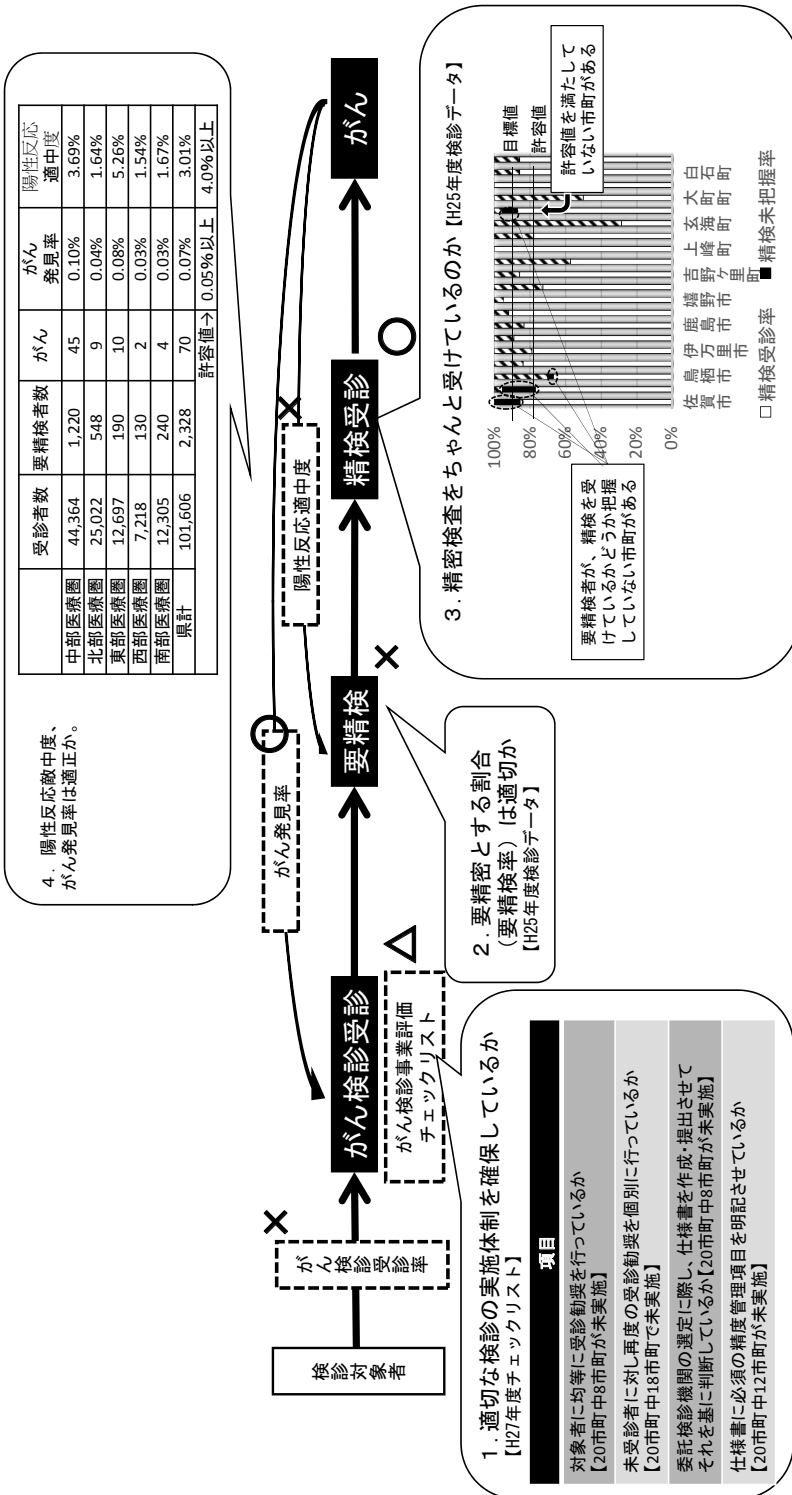 4. 陽性反応敵中度、
がん発見率は適正か。
受診者数 要精検者数 がん がん発見率 陽性反応適中度
中部医療圏 44,364 1,220 45 0.10% 3.69%
北部医療圏 25,022 548 9 0.04% 1.64%
東部医療圏 12,697 190 10 0.08% 5.26%
西部医療圏 7,218 130 2 0.03% 1.54%
南部医療圏 12,305 240 4 0.03% 1.67%
県計 101,606 2,328 70 0.07% 3.01%
許容値→ 0.05%以上 4.0%以上
がん発見率
陽性反応適中度
×
検診対象者
がん検診受診率
×
がん検診受診
要精検
精検受診
がん
がん検診事業評価
チェックリスト
△
×
○
1. 適切な検診の実施体制を確保しているか
【H27年度チェックリスト】
項目
対象者に均等に受診勧奨を行っているか
【20市町中8市町が未実施】
未受診者に対し再度の受診勧奨を個別に行っているか
【20市町中18市町で未実施】
委託検診機関の選定に際し、仕様書を作成・提出させて
それを基に判断しているか【20市町中8市町が未実施】
仕様書に必須の精度管理項目を明記させているか
【20市町中12市町が未実施】
2. 要精密とする割合
（要精検率）は適切か
【H25年度検診データ】
3. 精密検査をちゃんと受けているのか【H25年度検診データ】
要精検者が、精検を受
けているかどうか把握
していない市町がある
100%
80%
60%
40%
20%
0%
目標値
許容値
許容値を満たして
いない市町がある
佐賀市
鳥栖市
伊万里市
鹿島市
嬉野市
吉野ヶ里町
上峰町
玄海町
大町町
白石町
□精検受診率 ■精検未把握率